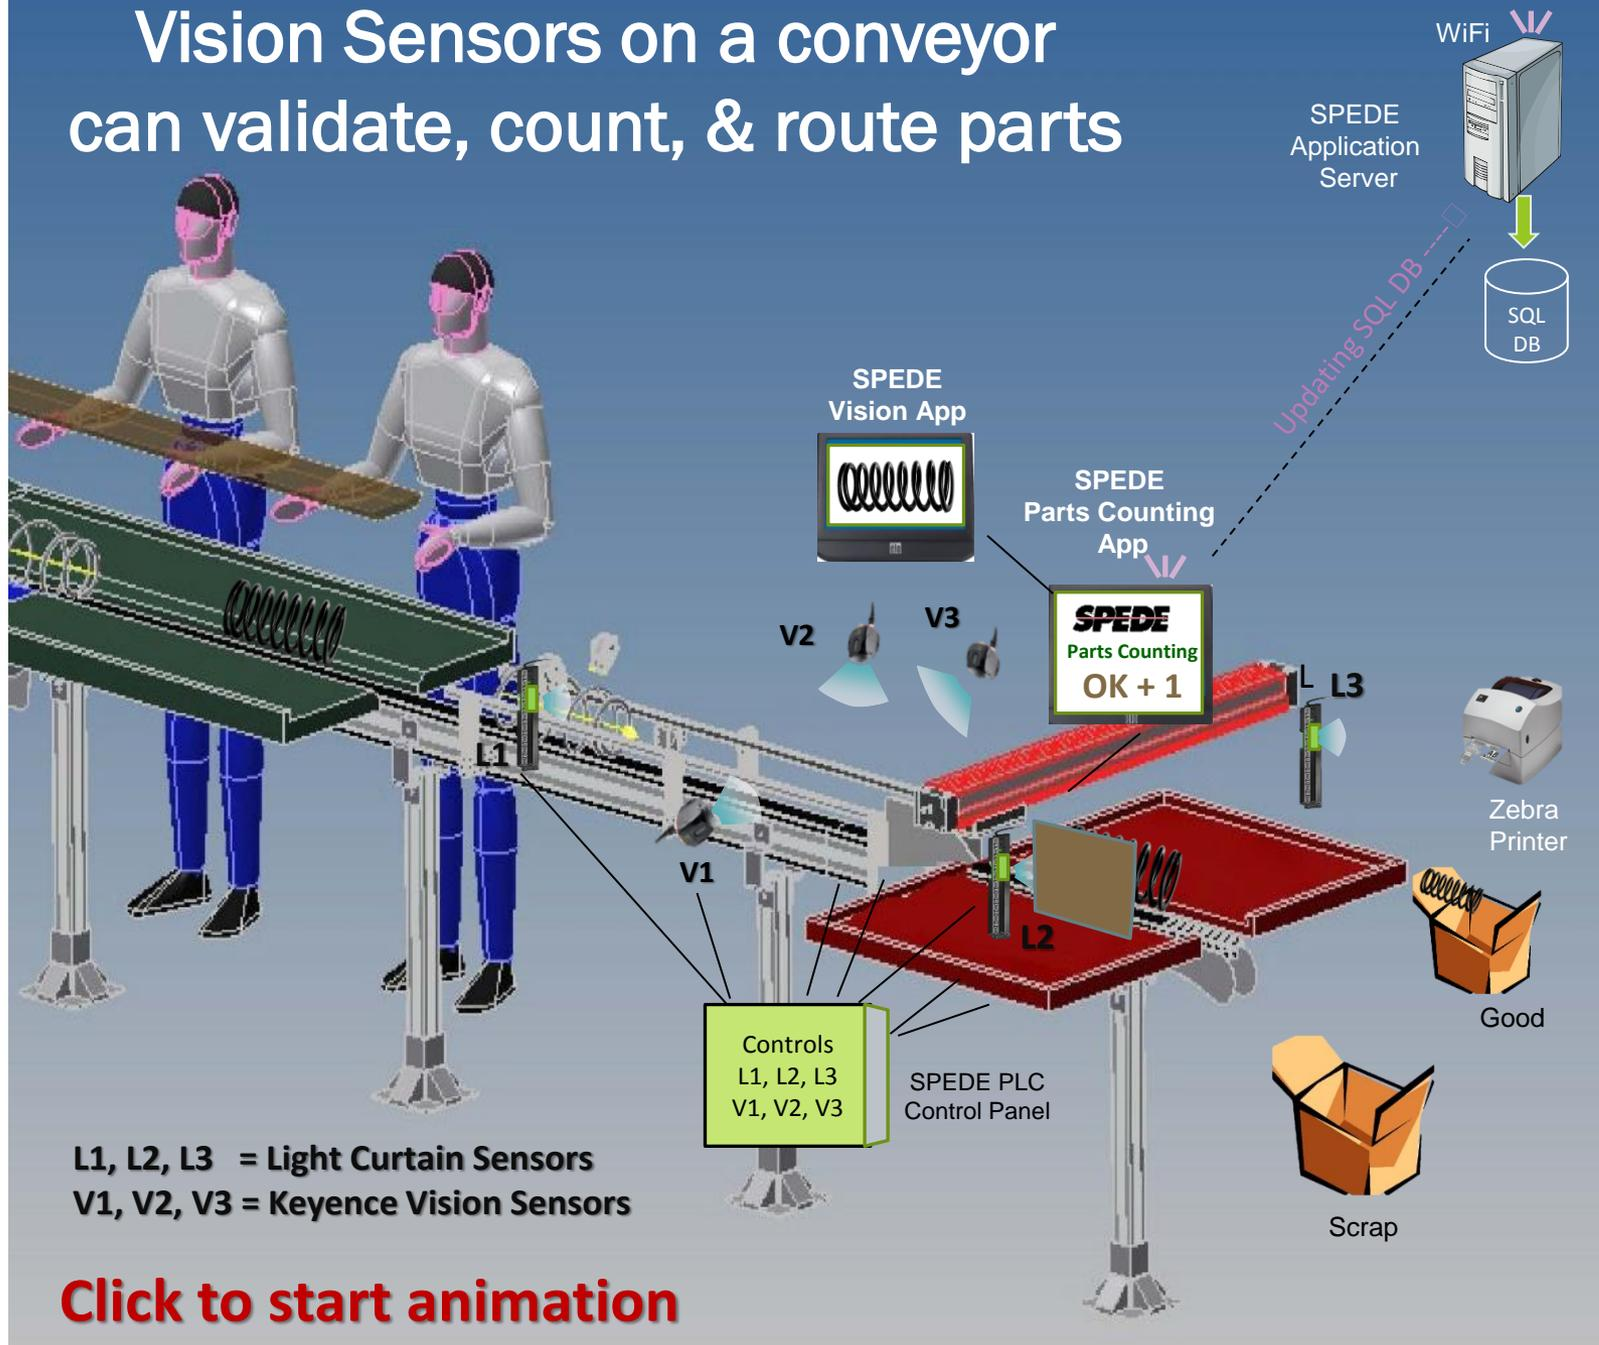 Vision Sensors on a conveyor
can validate, count, & route parts
WiFi
SPEDE
Application
Server
SQL
DB
Updating SQL DB -----□
SPEDE
Vision App
SPEDE
Parts Counting
App
SPEDE
Parts Counting
OK + 1
V2
V3
L
L3
L1
V1
L2
Zebra
Printer
Good
Controls
L1, L2, L3
V1, V2, V3
SPEDE PLC
Control Panel
Scrap
L1, L2, L3 = Light Curtain Sensors
V1, V2, V3 = Keyence Vision Sensors
Click to start animation